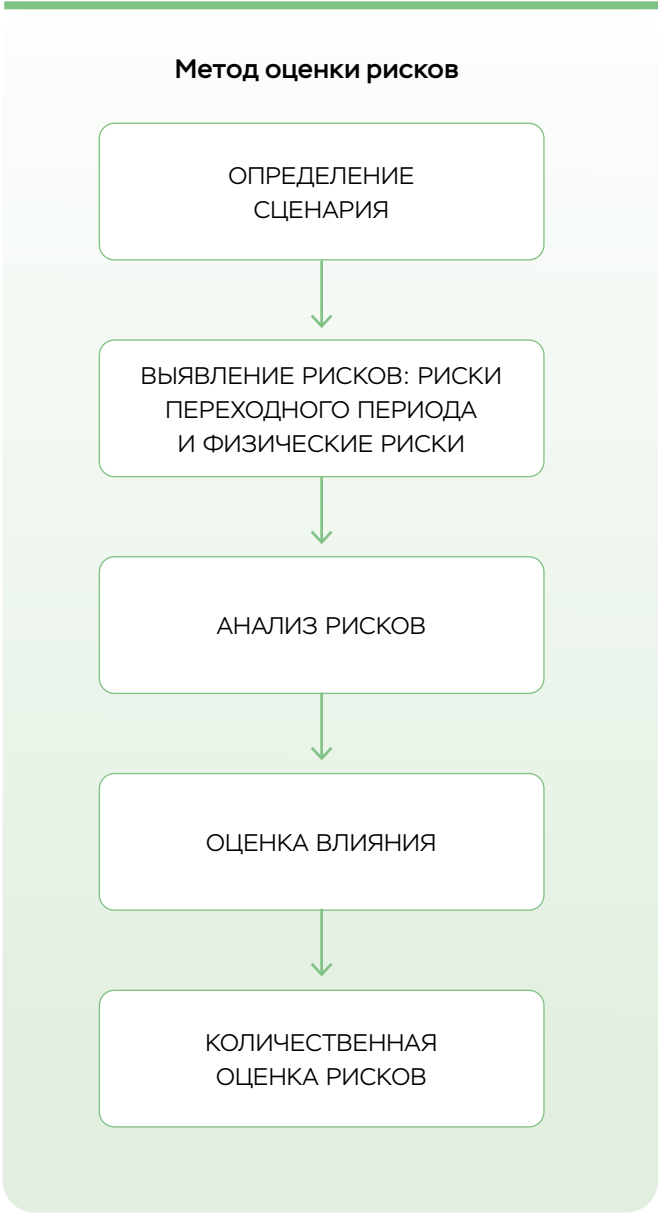 Метод оценки рисков
ОПРЕДЕЛЕНИЕ
СЦЕНАРИЯ
ВЫЯВЛЕНИЕ РИСКОВ: РИСКИ
ПЕРЕХОДНОГО ПЕРИОДА
И ФИЗИЧЕСКИЕ РИСКИ
АНАЛИЗ РИСКОВ
ОЦЕНКА ВЛИЯНИЯ
КОЛИЧЕСТВЕННАЯ
ОЦЕНКА РИСКОВ